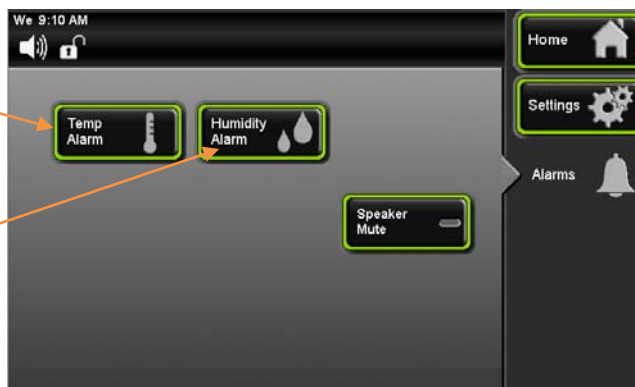 We 9:10 AM
Home
Settings
Temp
Alarm
Humidity
Alarm
Alarms
Speaker
Mute